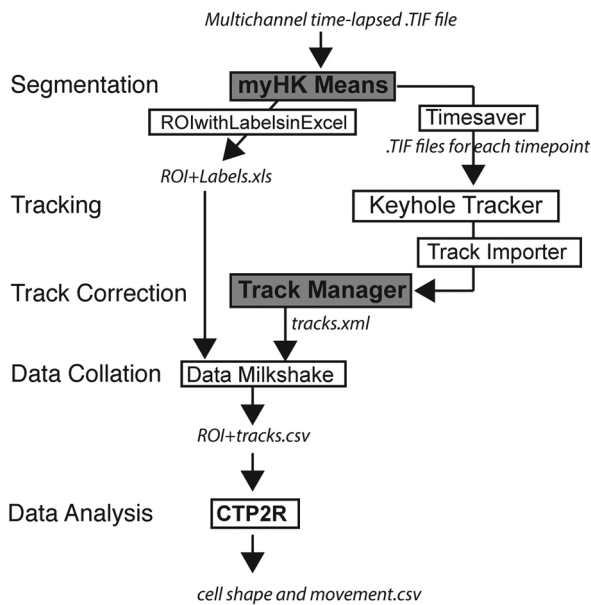 Multichannel time-lapsed .TIF file
Segmentation
myHK Means
ROIwithLabelsinExcel
Timesaver
.TIF files for each timepoint
ROI+Labels.xls
Tracking
Keyhole Tracker
Track Importer
Track Correction
Track Manager
tracks.xml
Data Collation
Data Milkshake
ROI+tracks.csv
Data Analysis
CTP2R
cell shape and movement.csv